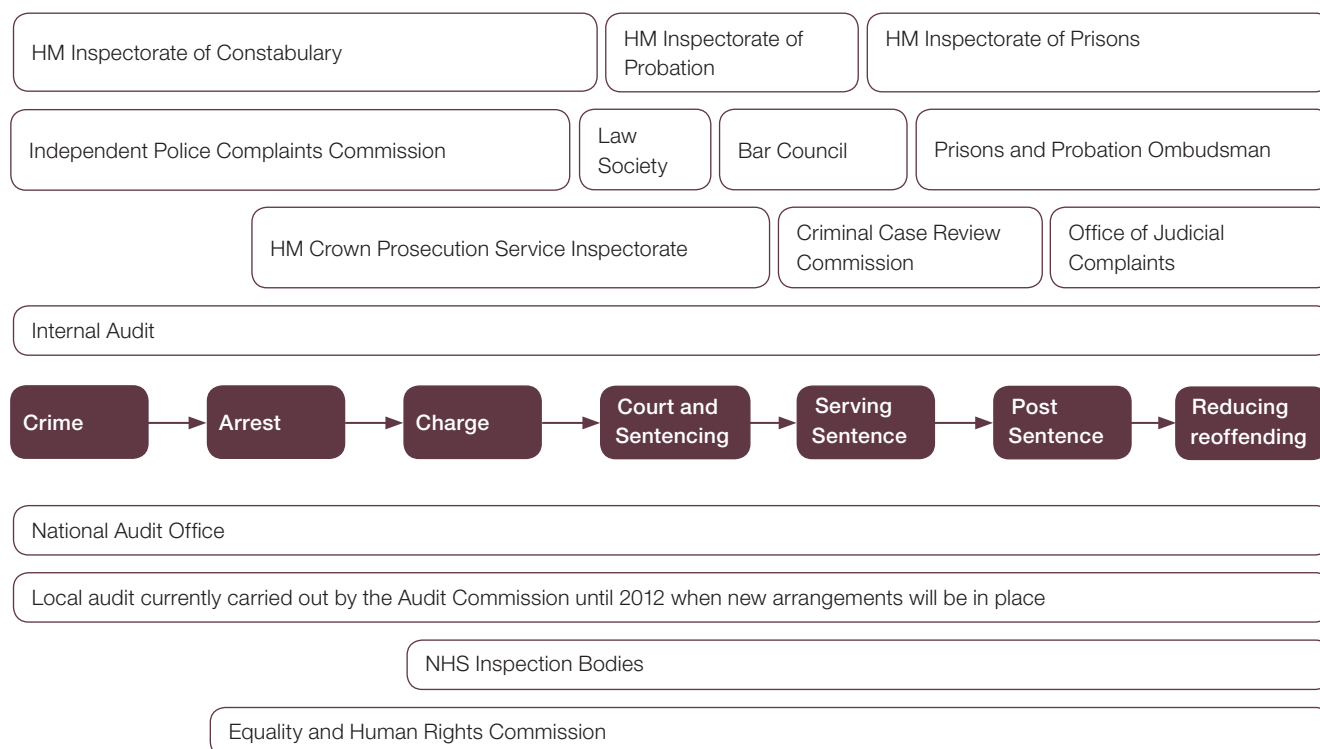 HM Inspectorate of Constabulary
HM Inspectorate of
Probation
HM Inspectorate of Prisons
Independent Police Complaints Commission
Law
Society
Bar Council
Prisons and Probation Ombudsman
HM Crown Prosecution Service Inspectorate
Criminal Case Review
Commission
Office of Judicial
Complaints
Internal Audit
Crime
Arrest
Charge
Court and
Sentencing
Serving
Sentence
Post
Sentence
Reducing
reoffending
National Audit Office
Local audit currently carried out by the Audit Commission until 2012 when new arrangements will be in place
NHS Inspection Bodies
Equality and Human Rights Commission